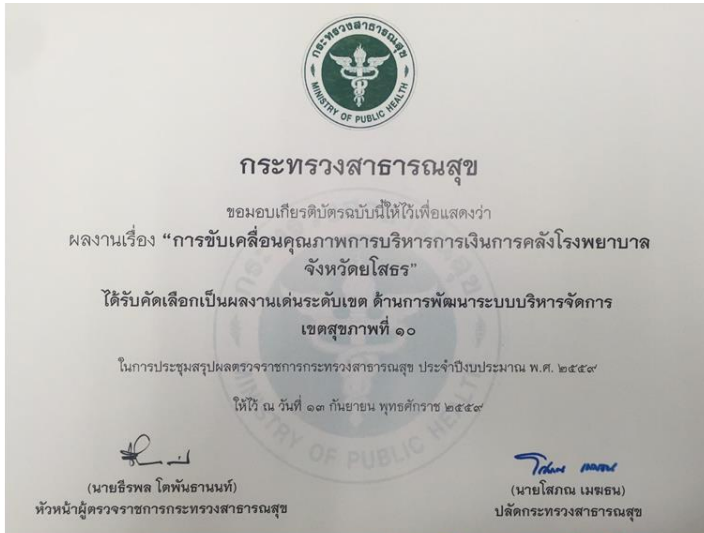 กระทรวงสาธารณสุข
MINISTRY OF PUBLIC HEALTH
กระทรวงสาธารณสุข
ขอมอบเกียรติบัตรฉบับนี้ให้ไว้เพื่อแสดงว่า
ผลงานเรื่อง “การขับเคลื่อนคุณภาพการบริหารการเงินการคลังโรงพยาบาล
จังหวัดยโสธร”
ได้รับคัดเลือกเป็นผลงานเด่นระดับเขต ด้านการพัฒนาระบบบริหารจัดการ
เขตสุขภาพที่ ๑๐
ในการประชุมสรุปผลตรวจราชการกระทรวงสาธารณสุข ประจำปีงบประมาณ พ.ศ. ๒๕๕๙
ให้ไว้ ณ วันที่ ๑๓ กันยายน พุทธศักราช ๒๕๕๙
(นายธีรพล โตพันธานนท์)
หัวหน้าผู้ตรวจราชการกระทรวงสาธารณสุข
โสภณ เมฆธน
(นายโสภณ เมฆธน)
ปลัดกระทรวงสาธารณสุข